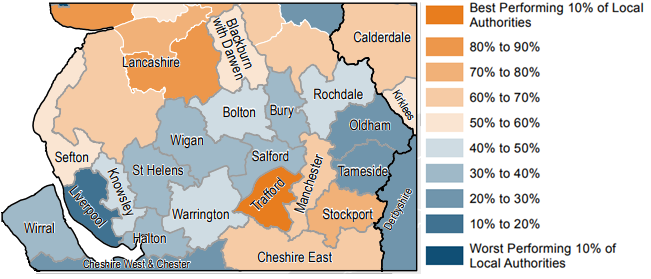 Blackburn
with Darwen
Calderdale
Lancashire
Kirklees
Rochdale
Bolton
Bury
Oldham
Wigan
Sefton
Salford
St Helens
Manchester
Tameside
Knowsley
Liverpool
Trafford
Derbyshire
Warrington
Stockport
Wirral
Halton
Cheshire East
Cheshire West & Chester
Best Performing 10% of Local
Authorities
80% to 90%
70% to 80%
60% to 70%
50% to 60%
40% to 50%
30% to 40%
20% to 30%
10% to 20%
Worst Performing 10% of
Local Authorities